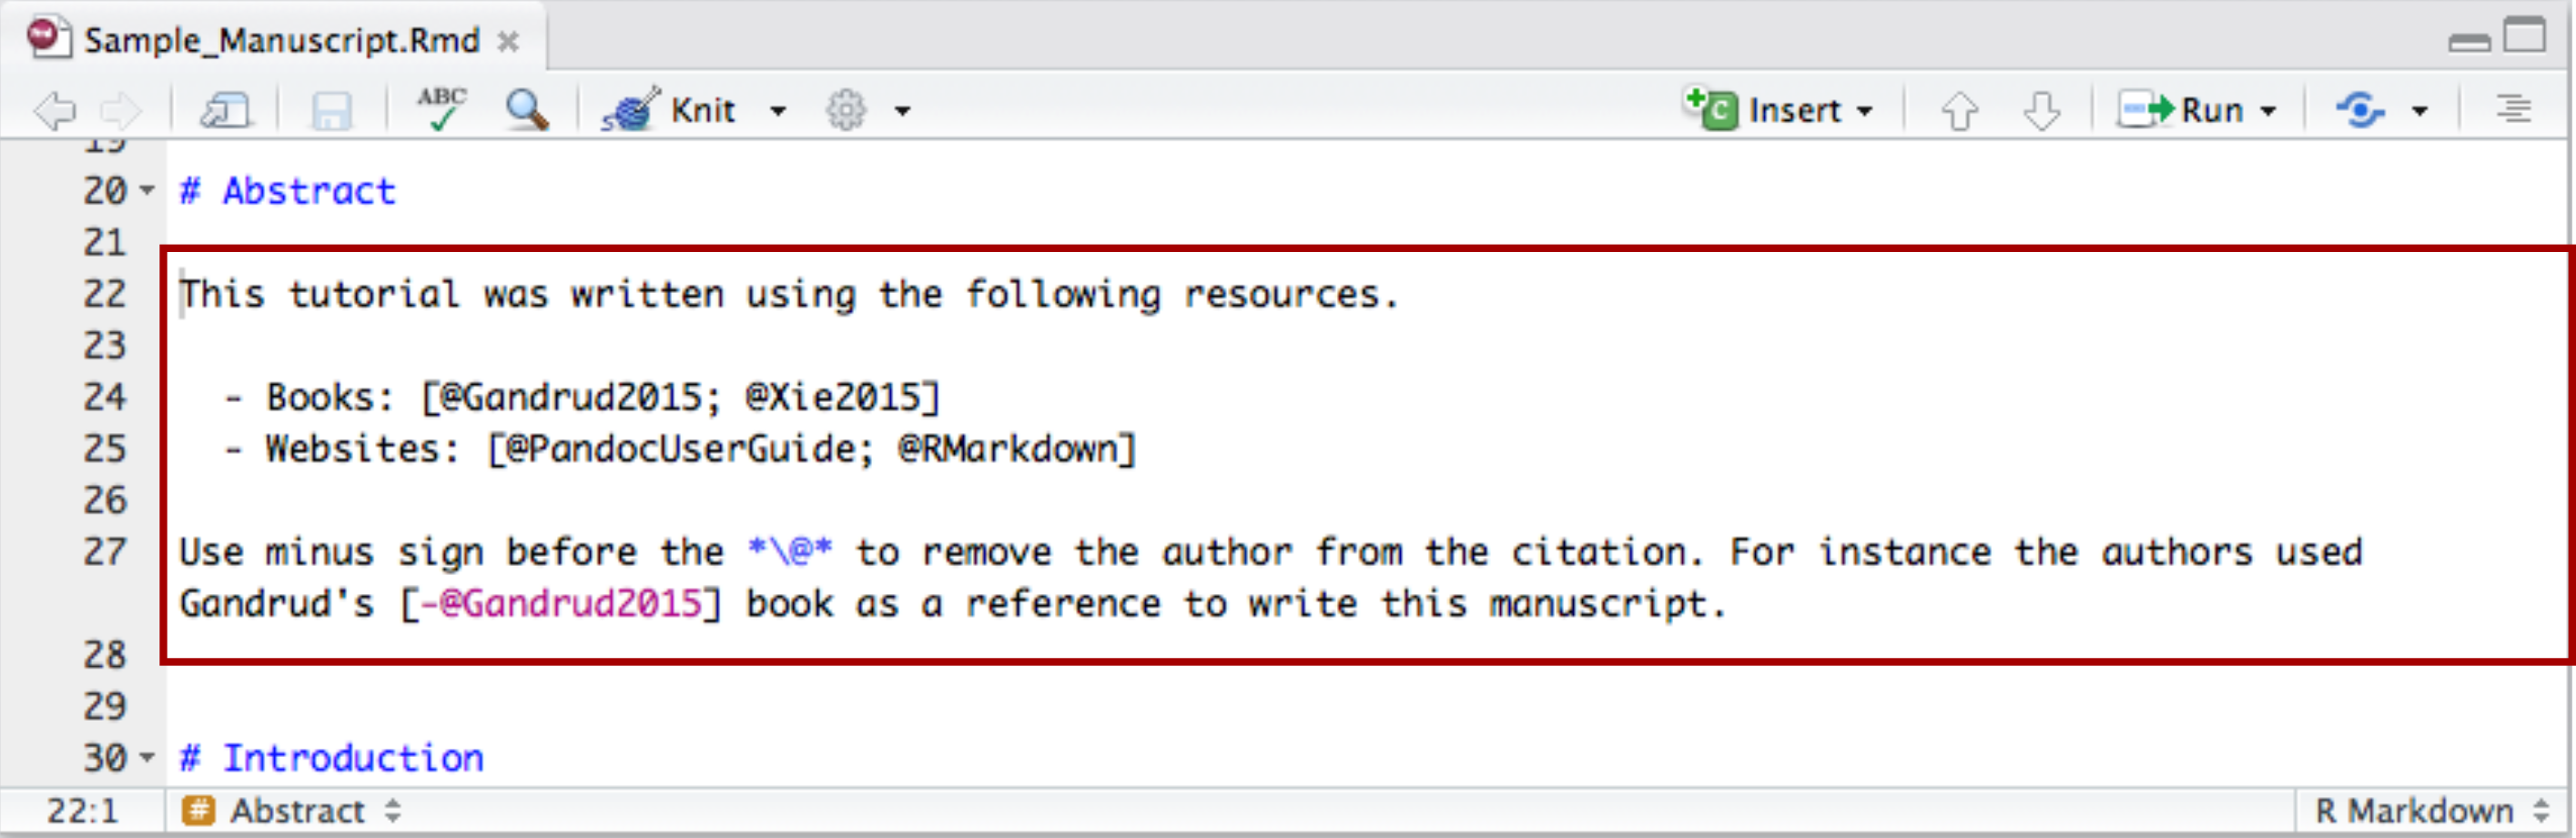 Sample_Manuscript.Rmd
ABC Knit Insert Run
19
20 # Abstract
21
22 This tutorial was written using the following resources.
23
24 - Books: [@Gandrud2015; @Xie2015]
25 - Websites: [@PandocUserGuide; @RMarkdown]
26
27 Use minus sign before the *\@* to remove the author from the citation. For instance the authors used
Gandrud's [-@Gandrud2015] book as a reference to write this manuscript.
28
29
30 # Introduction
22:1 # Abstract R Markdown